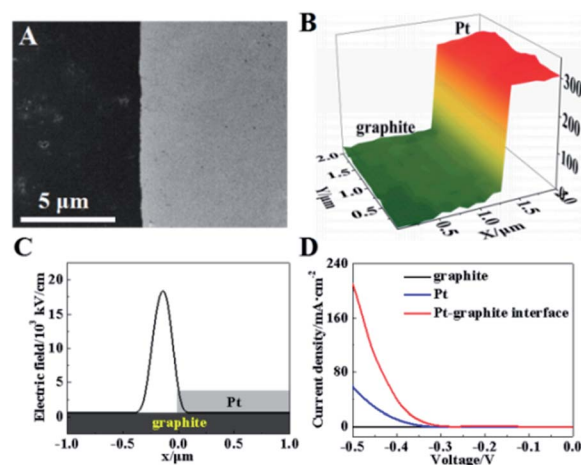 A
5 μm
B
Pt
graphite
300
200
100
0.0
2.0
1.5
1.0
0.5
Y/μm
0.5
1.0
1.5
X/μm
C
Electric field/10³ kV/cm
20
15
10
5
0
Pt
graphite
-1.0 -0.5 0.0 0.5 1.0
x/μm
D
Current density/mA·cm⁻²
240
160
80
0
graphite
Pt
Pt-graphite interface
-0.5 -0.4 -0.3 -0.2 -0.1 0.0
Voltage/V